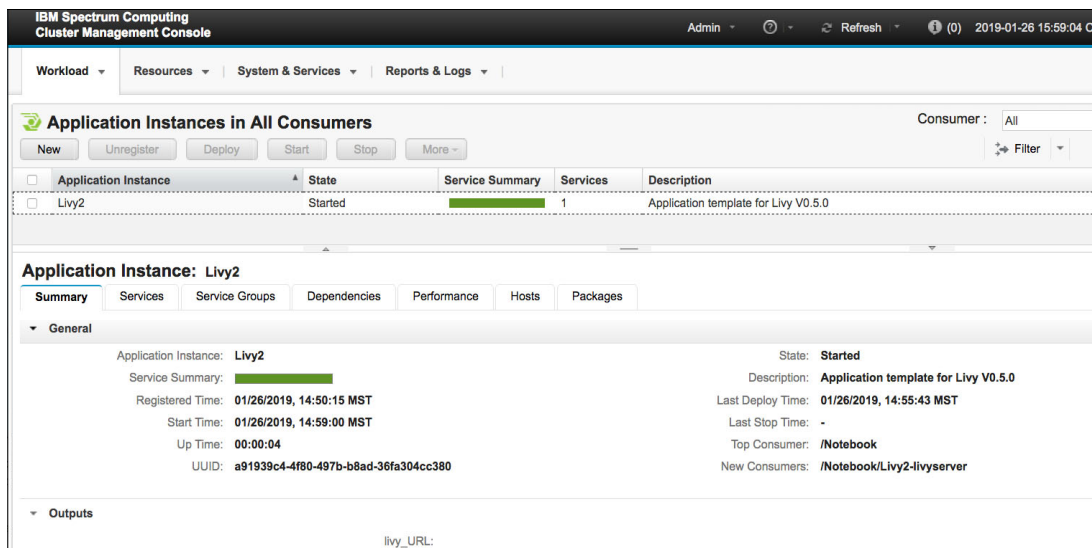 IBM Spectrum Computing
Cluster Management Console
Admin Refresh (0) 2019-01-26 15:59:04
Workload Resources System & Services Reports & Logs
Application Instances in All Consumers Consumer : All
New Unregister Deploy Start Stop More Filter
Application Instance State Service Summary Services Description
Livy2 Started 1 Application template for Livy V0.5.0
Application Instance: Livy2
Summary Services Service Groups Dependencies Performance Hosts Packages
General
Application Instance: Livy2 State: Started
Service Summary: Description: Application template for Livy V0.5.0
Registered Time: 01/26/2019, 14:50:15 MST Last Deploy Time: 01/26/2019, 14:55:43 MST
Start Time: 01/26/2019, 14:59:00 MST Last Stop Time: -
Up Time: 00:00:04 Top Consumer: /Notebook
UUID: a91939c4-4f80-497b-b8ad-36fa304cc380 New Consumers: /Notebook/Livy2-livyserver
Outputs
livy_URL: